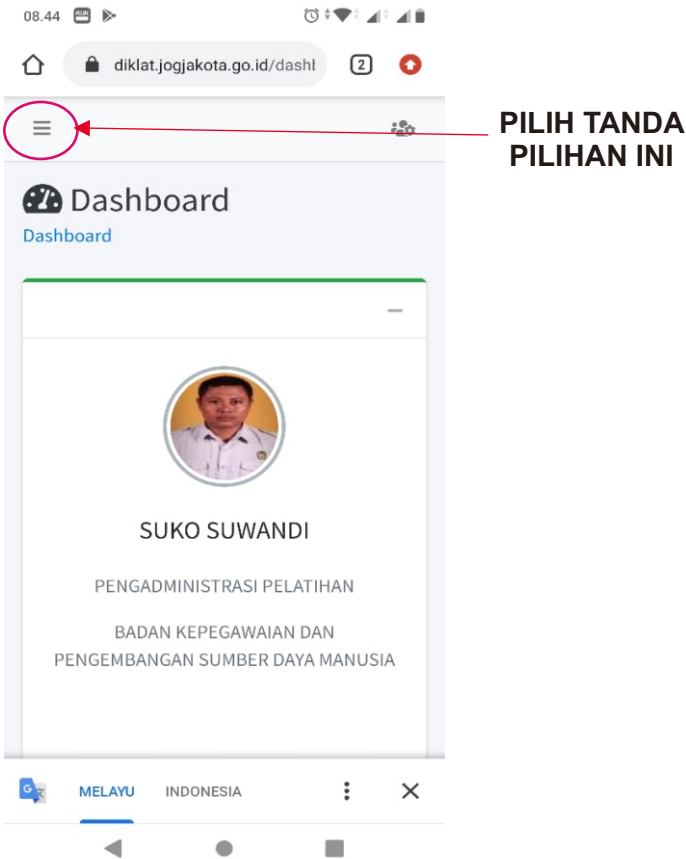 08.44
diklat.jogjakota.go.id/dashb
2
PILIH TANDA
PILIHAN INI
Dashboard
Dashboard
SUKO SUWANDI
PENGADMINISTRASI PELATIHAN
BADAN KEPEGAWAIAN DAN
PENGEMBANGAN SUMBER DAYA MANUSIA
MELAYU INDONESIA